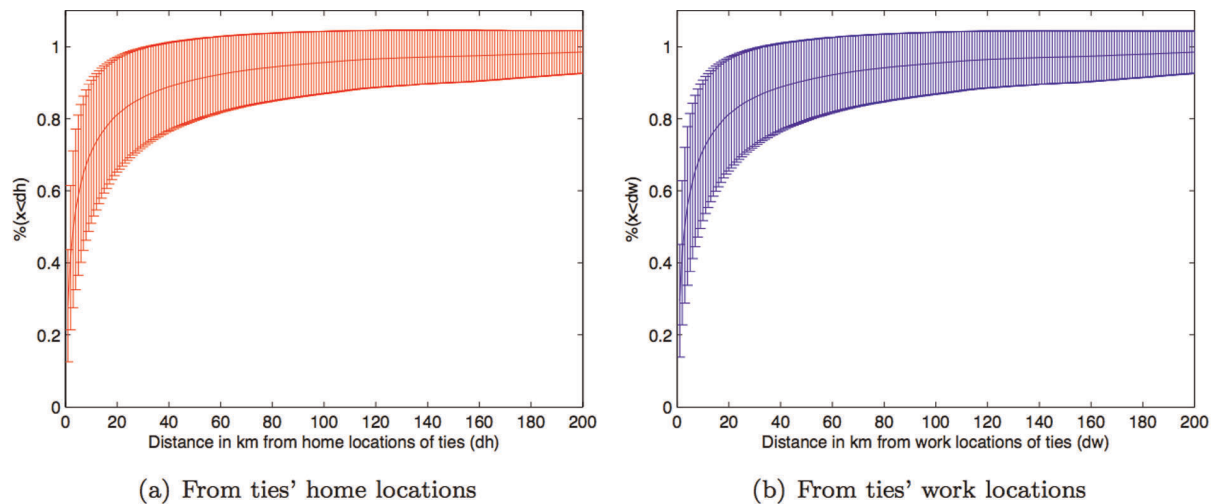 1
0.8
0.6
0.4
0.2
0
%(x<dh)
0 20 40 60 80 100 120 140 160 180 200
Distance in km from home locations of ties (dh)
(a) From ties' home locations
1
0.8
0.6
0.4
0.2
0
%(x<dw)
0 20 40 60 80 100 120 140 160 180 200
Distance in km from work locations of ties (dw)
(b) From ties' work locations